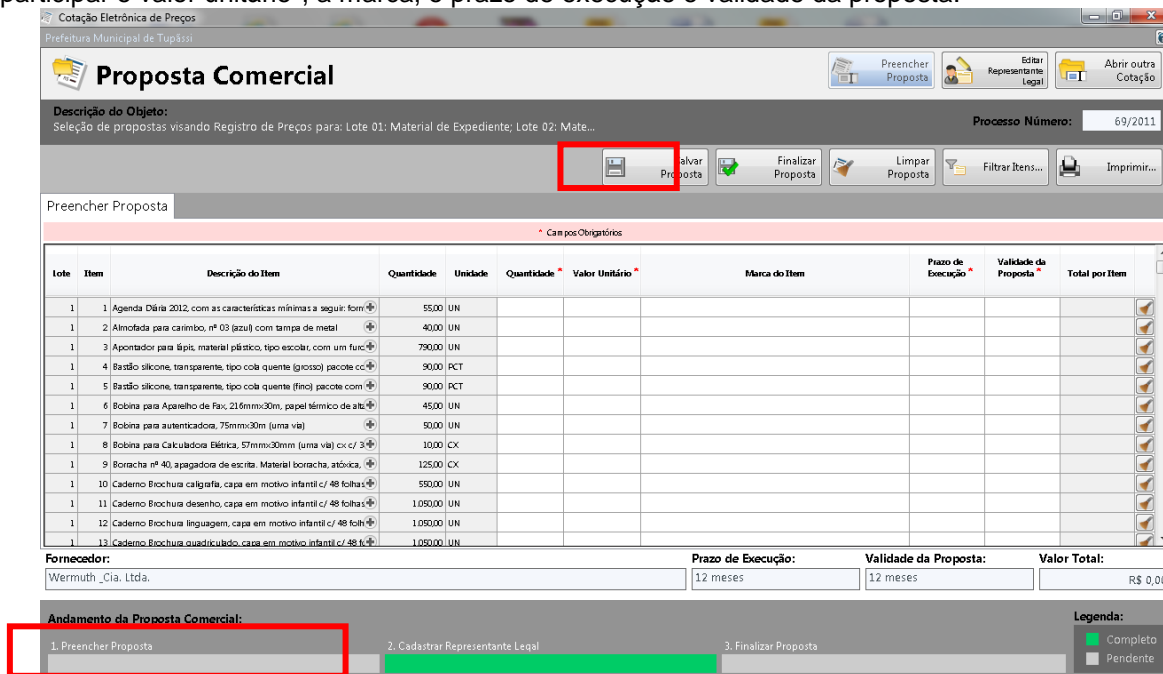 participar o valor unitário , a marca, o prazo de execução e validade da proposta.
Cotação Eletrônica de Preços
Prefeitura Municipal de Tupãssi
Proposta Comercial
Preencher Proposta
Editar Representante Legal
Abrir outra Cotação
Descrição do Objeto:
Seleção de propostas visando Registro de Preços para: Lote 01: Material de Expediente; Lote 02: Mate...
Processo Número: 69/2011
alvar Proposta
Finalizar Proposta
Limpar Proposta
Filtrar Itens...
Imprimir...
Preencher Proposta
* Campos Obrigatórios
Lote Item Descrição do Item Quantidade Unidade Quantidade * Valor Unitário * Marca do Item Prazo de Execução * Validade da Proposta * Total por Item
1 1 Agenda Diária 2012, com as características mínimas a seguir: form 55,00 UN
1 2 Almofada para carimbo, nº 03 (azul) com tampa de metal 40,00 UN
1 3 Apontador para lápis, material plástico, tipo escolar, com um furo 790,00 UN
1 4 Bastão silicone, transparente, tipo cola quente (grosso) pacote co 90,00 PCT
1 5 Bastão silicone, transparente, tipo cola quente (fino) pacote com 90,00 PCT
1 6 Bobina para Aparelho de Fax, 216mmx30m, papel térmico de alta 45,00 UN
1 7 Bobina para autenticadora, 75mmx30m (uma via) 50,00 UN
1 8 Bobina para Calculadora Elétrica, 57mmx30mm (uma via) cx c/ 3 10,00 CX
1 9 Borracha nº 40, apagadora de escrita. Material borracha, atóxica, 125,00 CX
1 10 Caderno Brochura caligrafia, capa em motivo infantil c/ 48 folhas 550,00 UN
1 11 Caderno Brochura desenho, capa em motivo infantil c/ 48 folhas 1.050,00 UN
1 12 Caderno Brochura linguagem, capa em motivo infantil c/ 48 folh 1.050,00 UN
1 13 Caderno Brochura quadriculado, capa em motivo infantil c/ 48 fo 1.050,00 UN
Fornecedor: Prazo de Execução: Validade da Proposta: Valor Total:
Wermuth _Cia. Ltda. 12 meses 12 meses R$ 0,00
Andamento da Proposta Comercial: Legenda:
1. Preencher Proposta 2. Cadastrar Representante Legal 3. Finalizar Proposta Completo
Pendente